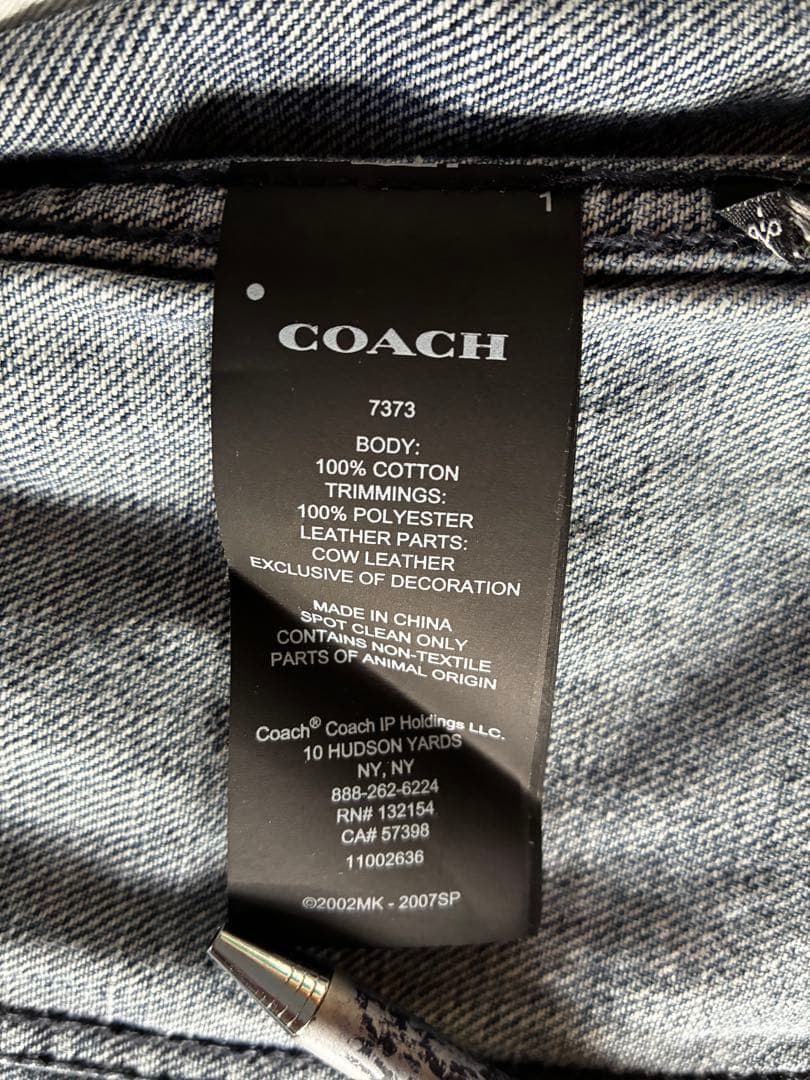 1
COACH
7373
BODY:
100% COTTON
TRIMMINGS:
100% POLYESTER
LEATHER PARTS:
COW LEATHER
EXCLUSIVE OF DECORATION
MADE IN CHINA
SPOT CLEAN ONLY
CONTAINS NON-TEXTILE
PARTS OF ANIMAL ORIGIN
Coach® Coach IP Holdings LLC.
10 HUDSON YARDS
NY, NY
888-262-6224
RN# 132154
CA# 57398
11002636
©2002MK - 2007SP